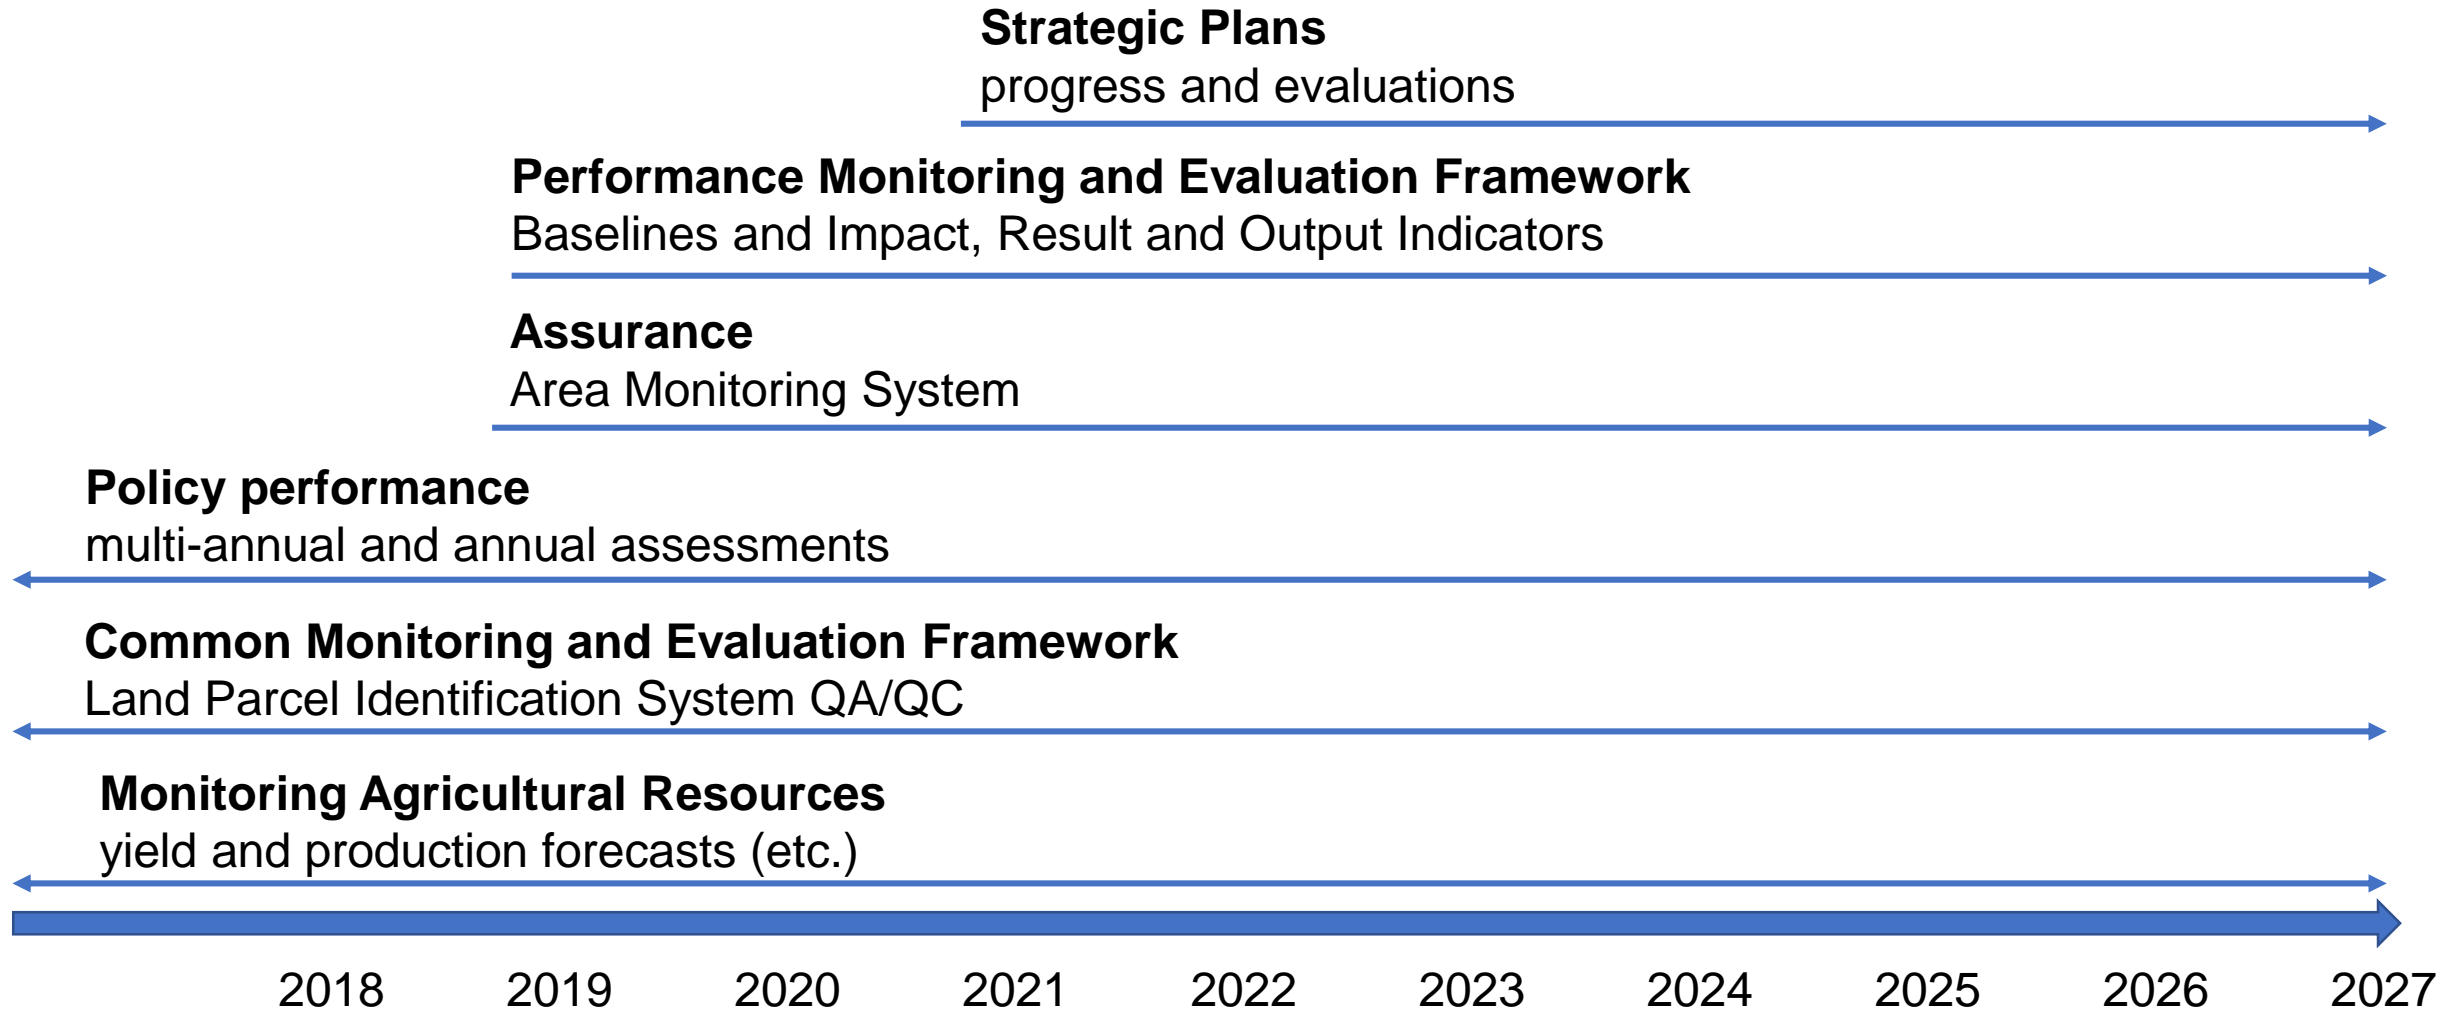 Strategic Plans
progress and evaluations
Performance Monitoring and Evaluation Framework
Baselines and Impact, Result and Output Indicators
Assurance
Area Monitoring System
Policy performance
multi-annual and annual assessments
Common Monitoring and Evaluation Framework
Land Parcel Identification System QA/QC
Monitoring Agricultural Resources
yield and production forecasts (etc.)
2018 2019 2020 2021 2022 2023 2024 2025 2026 2027